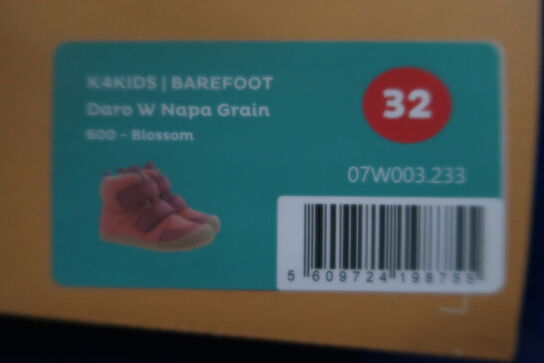 K4KIDS | BAREFOOT
Daro W Napa Grain
600 - Blossom
32
07W003.233
5 609724 198755